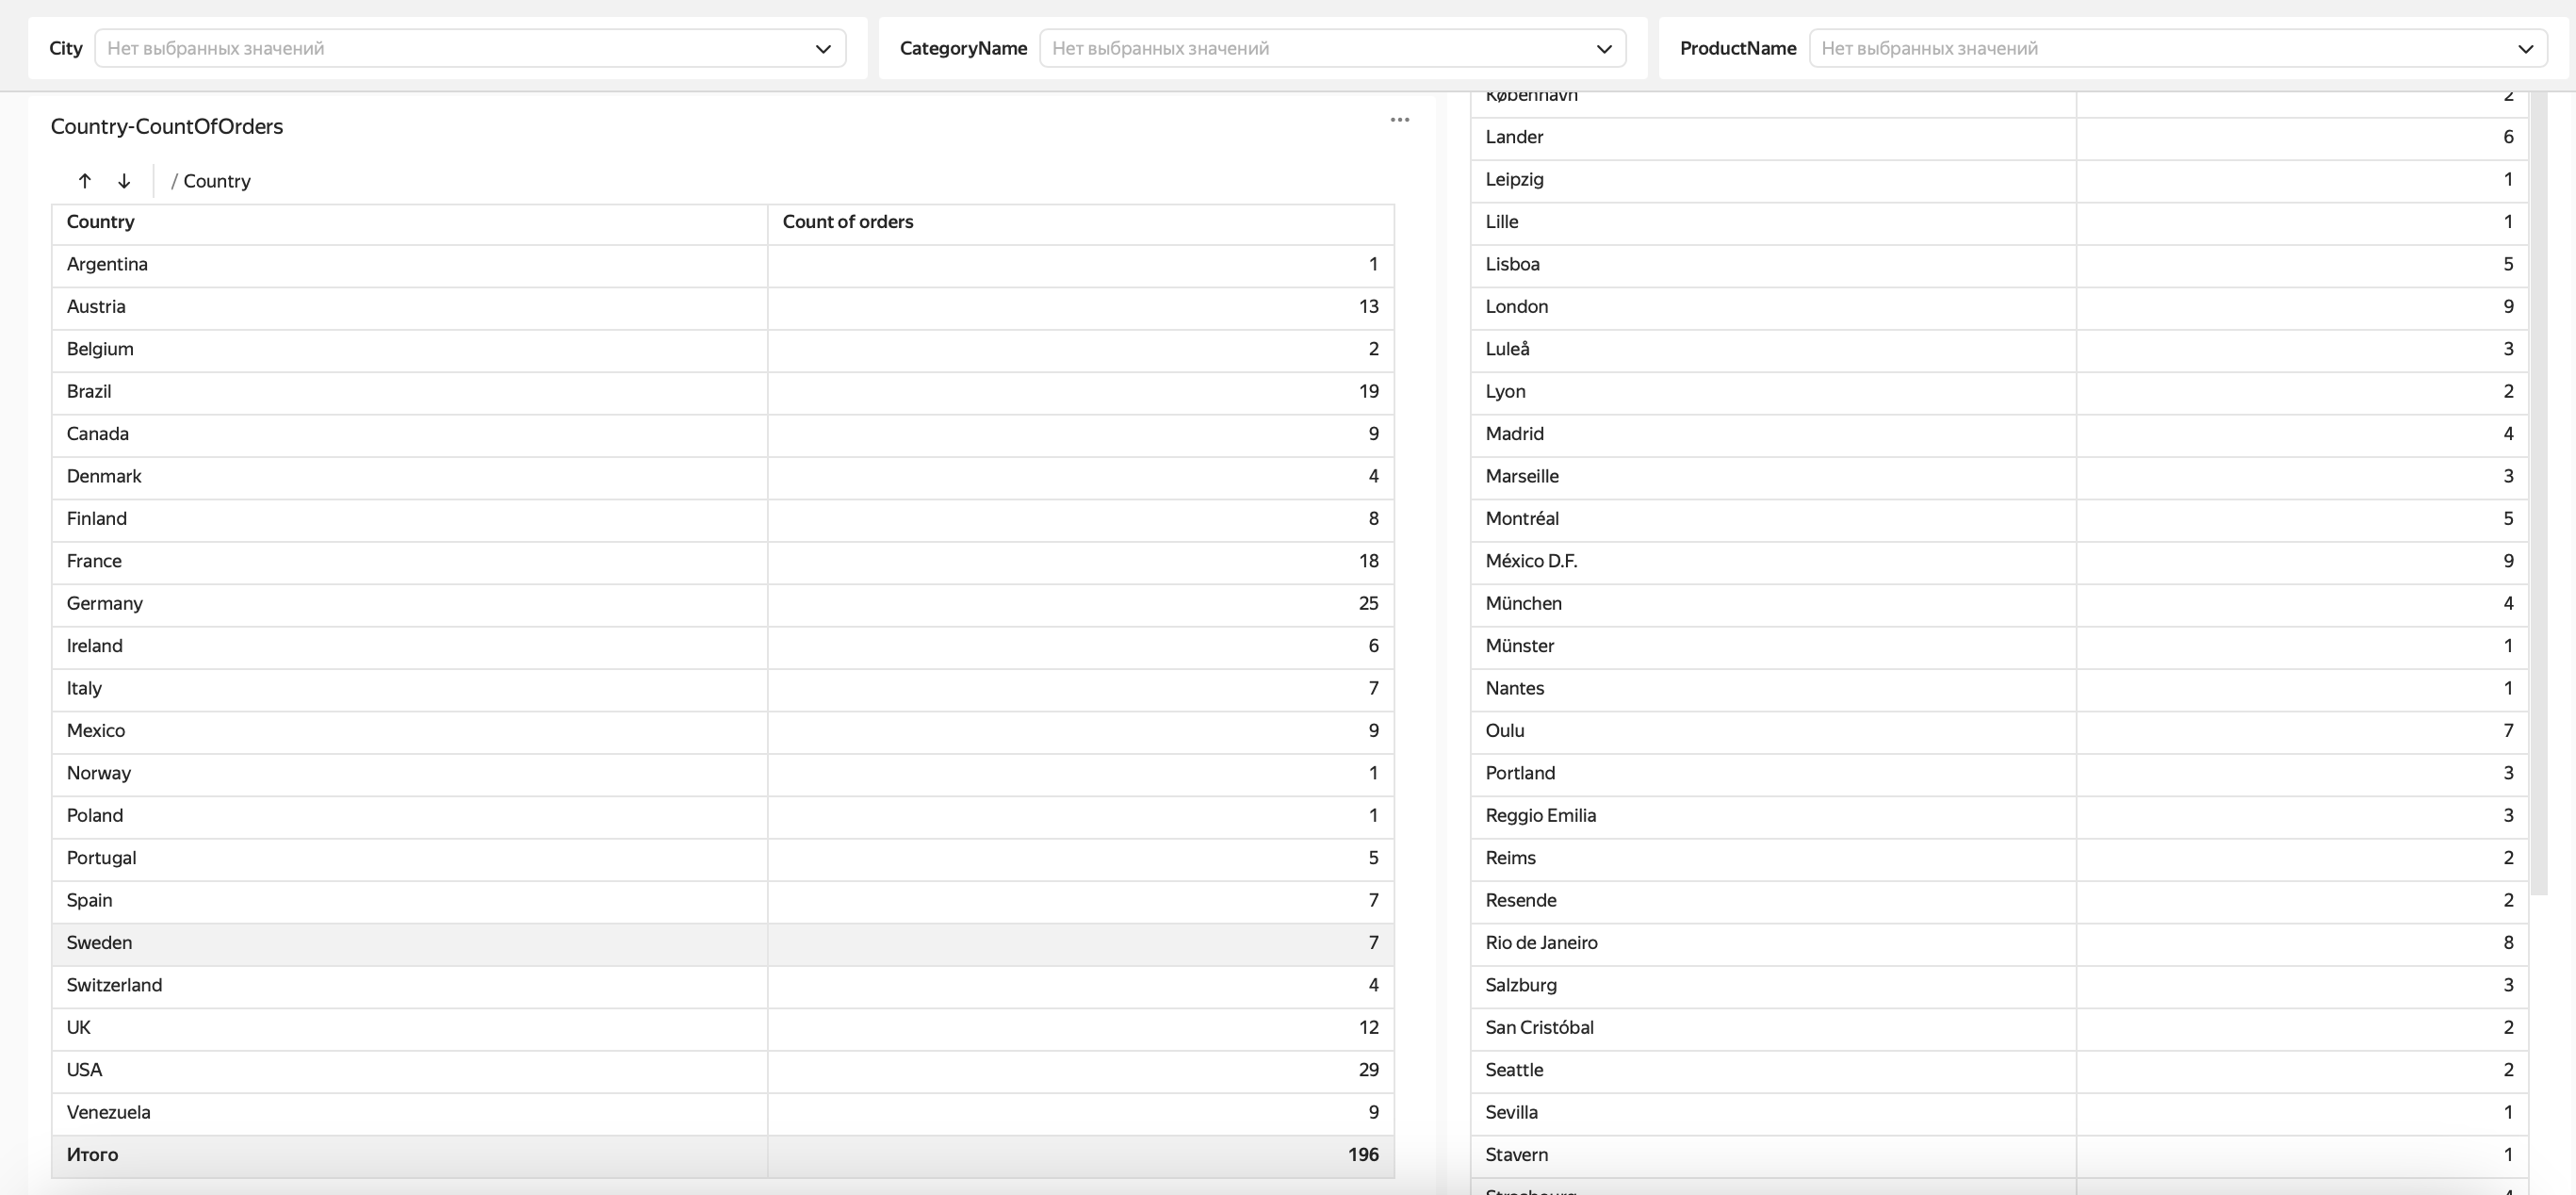 City Нет выбранных значений CategoryName Нет выбранных значений ProductName Нет выбранных значений
Country-CountOfOrders
/ Country
Country Count of orders
Argentina 1
Austria 13
Belgium 2
Brazil 19
Canada 9
Denmark 4
Finland 8
France 18
Germany 25
Ireland 6
Italy 7
Mexico 9
Norway 1
Poland 1
Portugal 5
Spain 7
Sweden 7
Switzerland 4
UK 12
USA 29
Venezuela 9
Итого 196
København 2
Lander 6
Leipzig 1
Lille 1
Lisboa 5
London 9
Luleå 3
Lyon 2
Madrid 4
Marseille 3
Montréal 5
México D.F. 9
München 4
Münster 1
Nantes 1
Oulu 7
Portland 3
Reggio Emilia 3
Reims 2
Resende 2
Rio de Janeiro 8
Salzburg 3
San Cristóbal 2
Seattle 2
Sevilla 1
Stavern 1